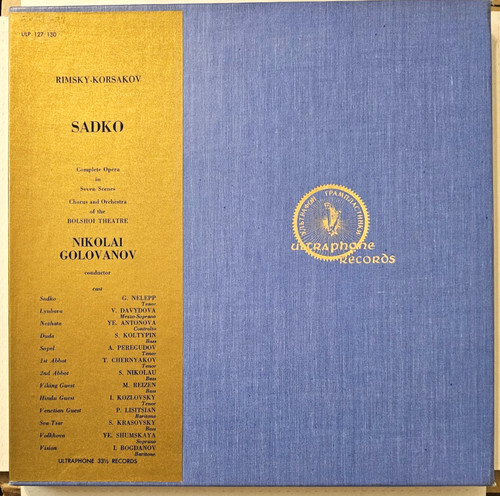 ULP 127 130
RIMSKY-KORSAKOV
SADKO
Complete Opera
in
Seven Scenes
Chorus and Orchestra
of the
BOLSHOI THEATRE
NIKOLAI
GOLOVANOV
conductor
cast
Sadko G. NELEPP
Tenor
Lyubava V. DAVYDOVA
Mezzo-Soprano
Nezhata YE. ANTONOVA
Contralto
Duda S. KOLTYPIN
Bass
Sopel A. PEREGUDOV
Tenor
1st Abbot T. CHERNYAKOV
Tenor
2nd Abbot S. NIKOLAU
Bass
Viking Guest M. REIZEN
Bass
Hindu Guest I. KOZLOVSKY
Tenor
Venetian Guest P. LISITSIAN
Baritone
Sea Tsar S. KRASOVSKY
Bass
Volkhova YE. SHUMSKAYA
Soprano
Vision I. BOGDANOV
Baritone
ULTRAPHONE 33⅓ RECORDS
УЛЬТРАФОН ГРАМПЛАСТИНКИ
ULTRAPHONE
RECORDS